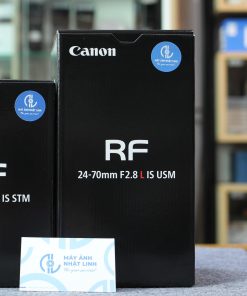 Canon
RF
24-70mm F2.8 L IS USM
F
IS STM
MÁY ẢNH
NHẬT LINH